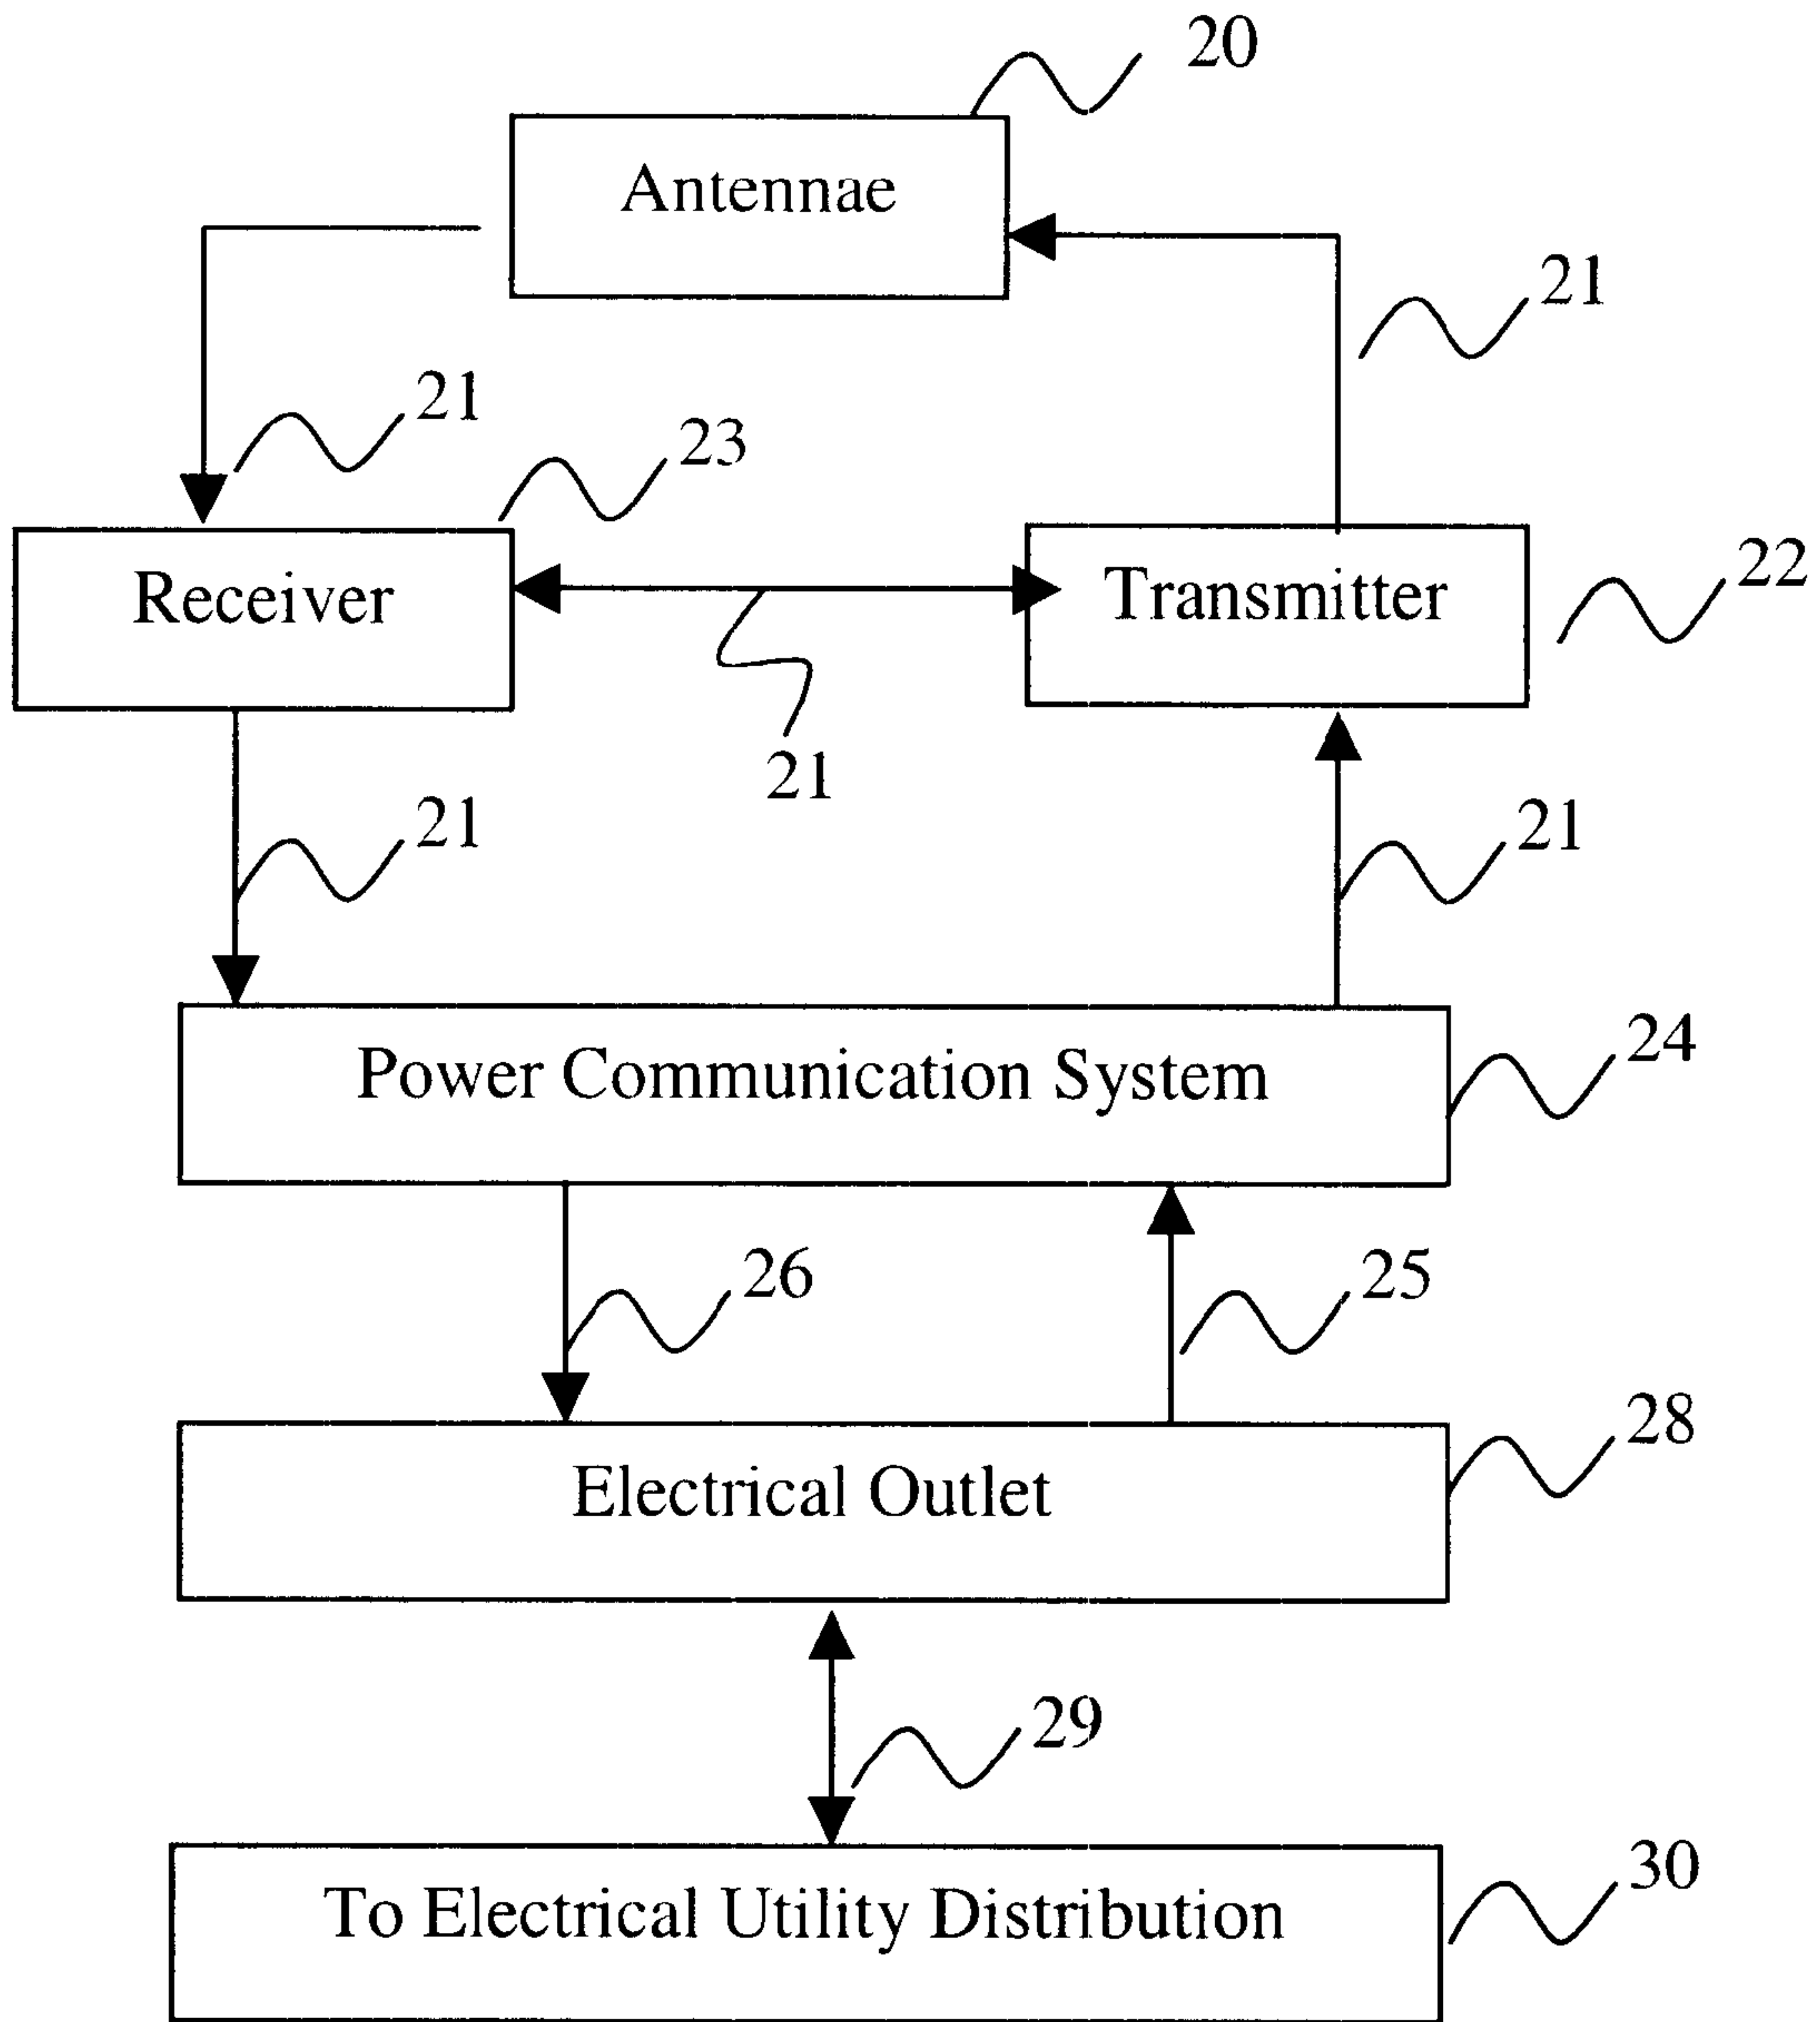 20
Antennae
21
21
23
Receiver
Transmitter
22
21
21
21
Power Communication System
24
26
25
28
Electrical Outlet
29
To Electrical Utility Distribution
30